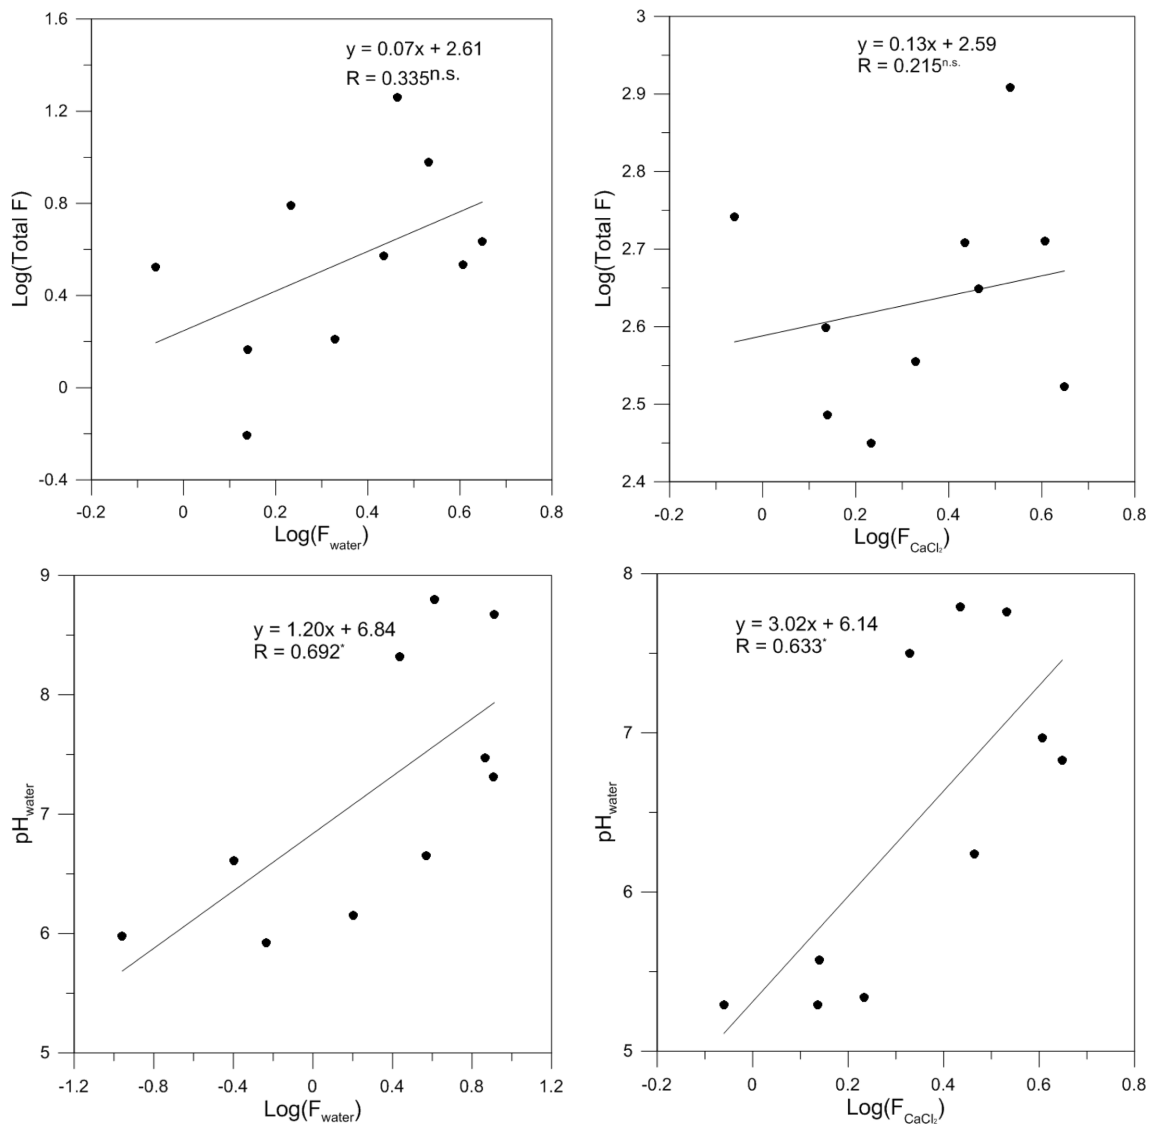 y = 0.07x + 2.61
R = 0.335n.s.
1.6
1.2
0.8
0.4
0
-0.4
Log(Total F)
-0.2
0
0.2
0.4
0.6
0.8
Log(Fwater)
y = 0.13x + 2.59
R = 0.215n.s.
3
2.9
2.8
2.7
2.6
2.5
2.4
Log(Total F)
-0.2
0
0.2
0.4
0.6
0.8
Log(FCaCl2)
y = 1.20x + 6.84
R = 0.692*
9
8
7
6
5
pHwater
-1.2
-0.8
-0.4
0
0.4
0.8
1.2
Log(Fwater)
y = 3.02x + 6.14
R = 0.633*
8
7
6
5
pHwater
-0.2
0
0.2
0.4
0.6
0.8
Log(FCaCl2)